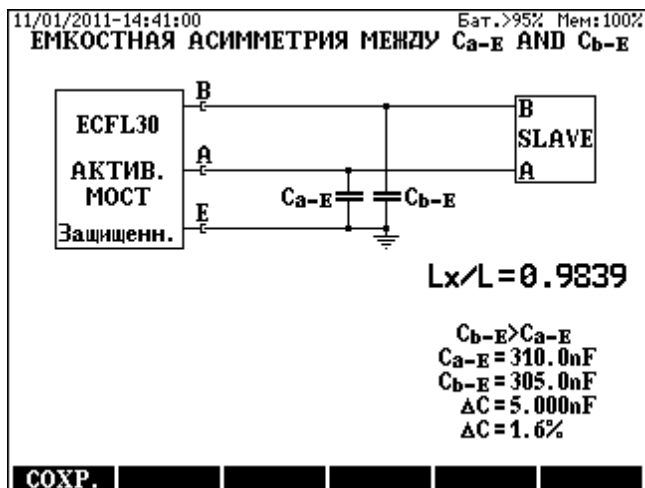 11/01/2011-14:41:00 Бат.>95% Мем:100%
ЕМКОСТНАЯ АСИММЕТРИЯ МЕЖДУ Ca-E AND Cb-E
B
ECFL30
B
SLAVE
A
АКТИВ.
A
МОСТ
Ca-E
Cb-E
E
Защищенн.
Lx/L=0.9839
Cb-E>Ca-E
Ca-E=310.0nF
Cb-E=305.0nF
ΔC=5.000nF
ΔC=1.6%
СОХР.